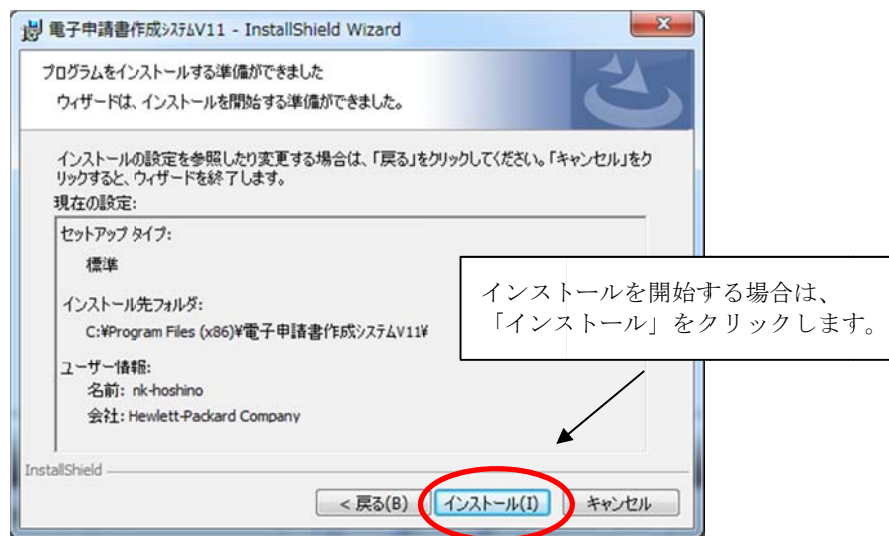 電子申請書作成ｼｽﾃﾑV11 - InstallShield Wizard
プログラムをインストールする準備ができました
ウィザードは、インストールを開始する準備ができました。
インストールの設定を参照したり変更する場合は、「戻る」をクリックしてください。「キャンセル」をク
リックすると、ウィザードを終了します。
現在の設定:
セットアップ タイプ:
標準
インストール先フォルダ:
C:¥Program Files (x86)¥電子申請書作成ｼｽﾃﾑV11¥
ユーザー情報:
名前: nk-hoshino
会社: Hewlett-Packard Company
インストールを開始する場合は、
「インストール」をクリックします。
InstallShield
< 戻る(B)
インストール(I)
キャンセル